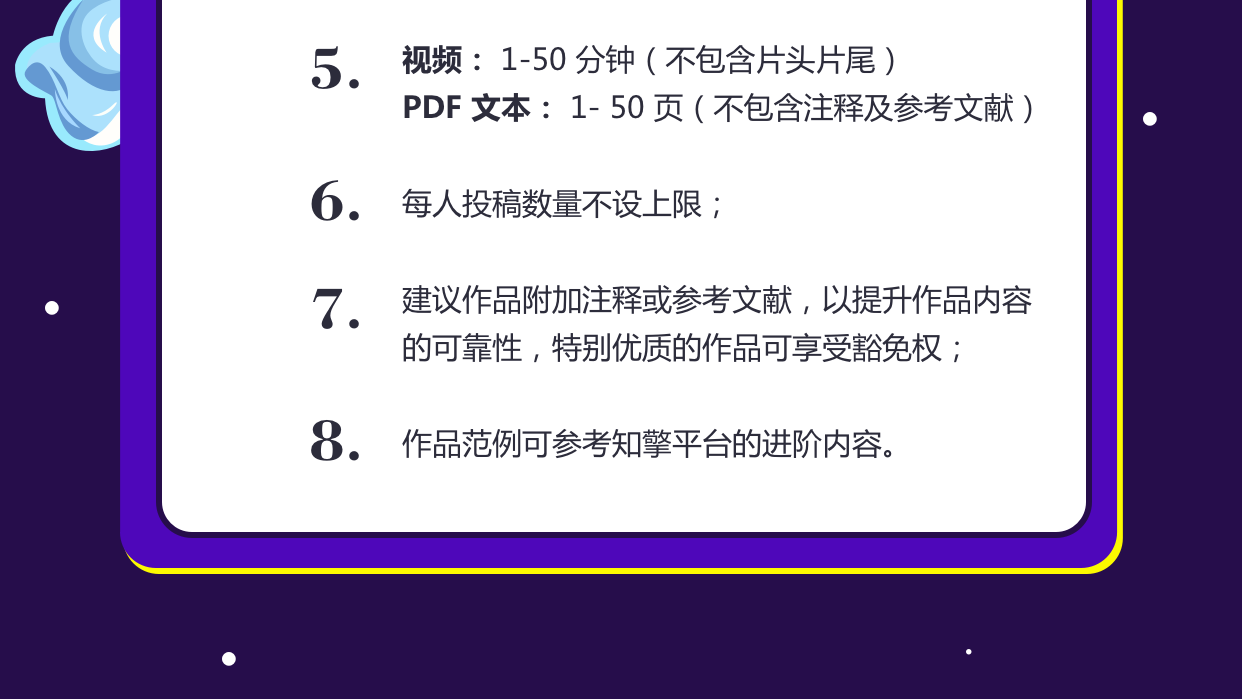 5. 视频： 1-50 分钟（不包含片头片尾）
PDF 文本： 1- 50 页（不包含注释及参考文献）
6. 每人投稿数量不设上限；
7. 建议作品附加注释或参考文献，以提升作品内容
的可靠性，特别优质的作品可享受豁免权；
8. 作品范例可参考知擎平台的进阶内容。